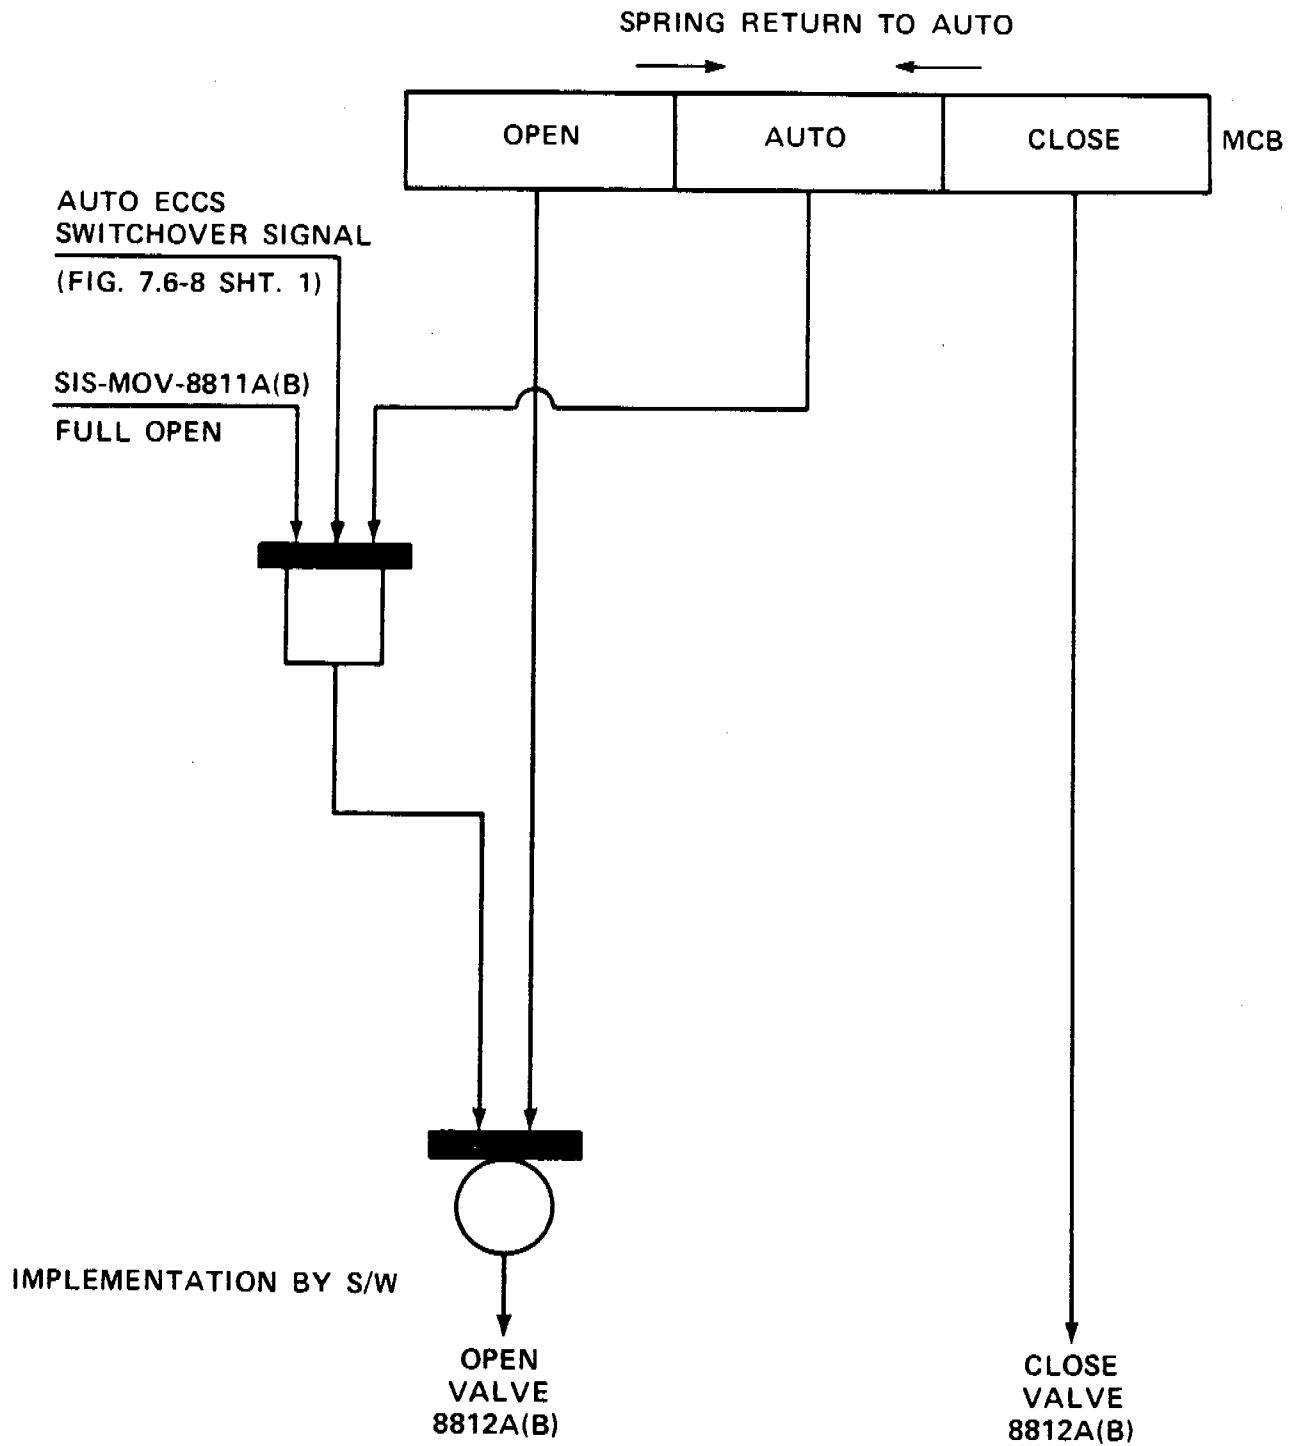 SPRING RETURN TO AUTO
OPEN
AUTO
CLOSE
MCB
AUTO ECCS
SWITCHOVER SIGNAL
(FIG. 7.6-8 SHT. 1)
SIS-MOV-8811A(B)
FULL OPEN
IMPLEMENTATION BY S/W
OPEN
VALVE
8812A(B)
CLOSE
VALVE
8812A(B)